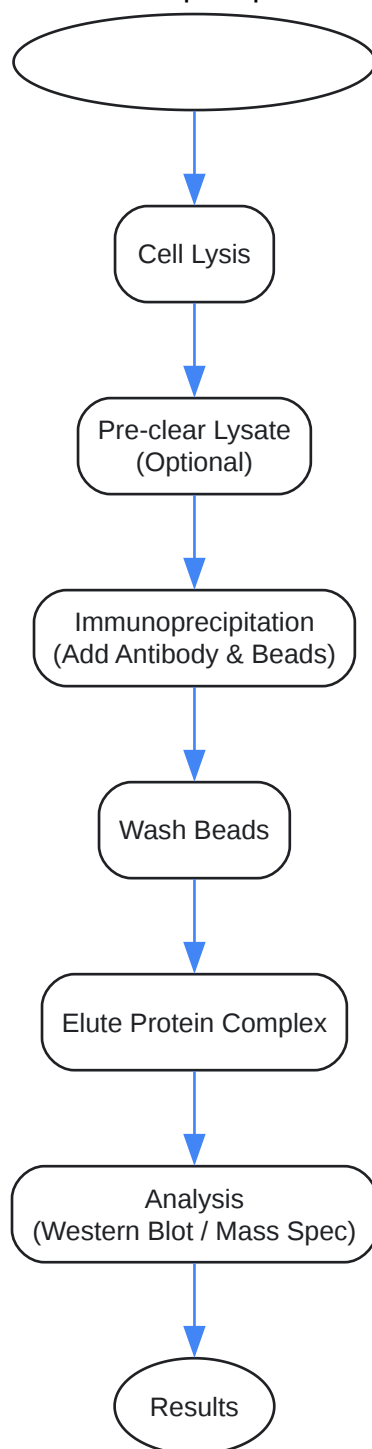 Cell Lysis
Pre-clear Lysate
(Optional)
Immunoprecipitation
(Add Antibody & Beads)
Wash Beads
Elute Protein Complex
Analysis
(Western Blot / Mass Spec)
Results